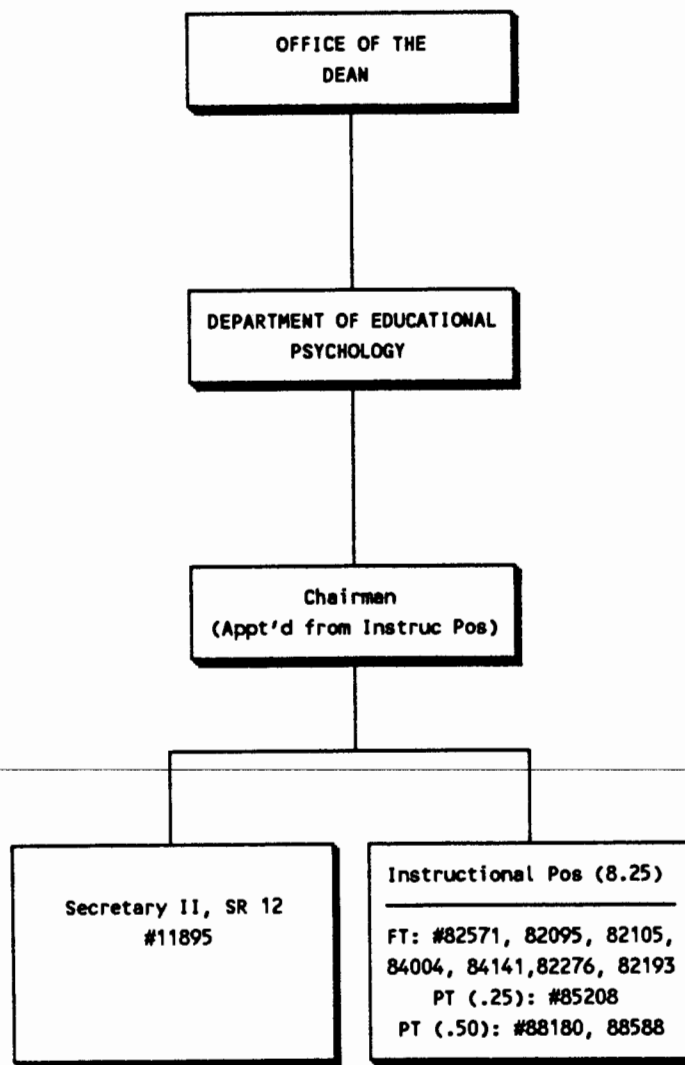 OFFICE OF THE
DEAN
DEPARTMENT OF EDUCATIONAL
PSYCHOLOGY
Chairman
(Appt'd from Instruc Pos)
Secretary II, SR 12
#11895
Instructional Pos (8.25)
FT: #82571, 82095, 82105,
84004, 84141,82276, 82193
PT (.25): #85208
PT (.50): #88180, 88588